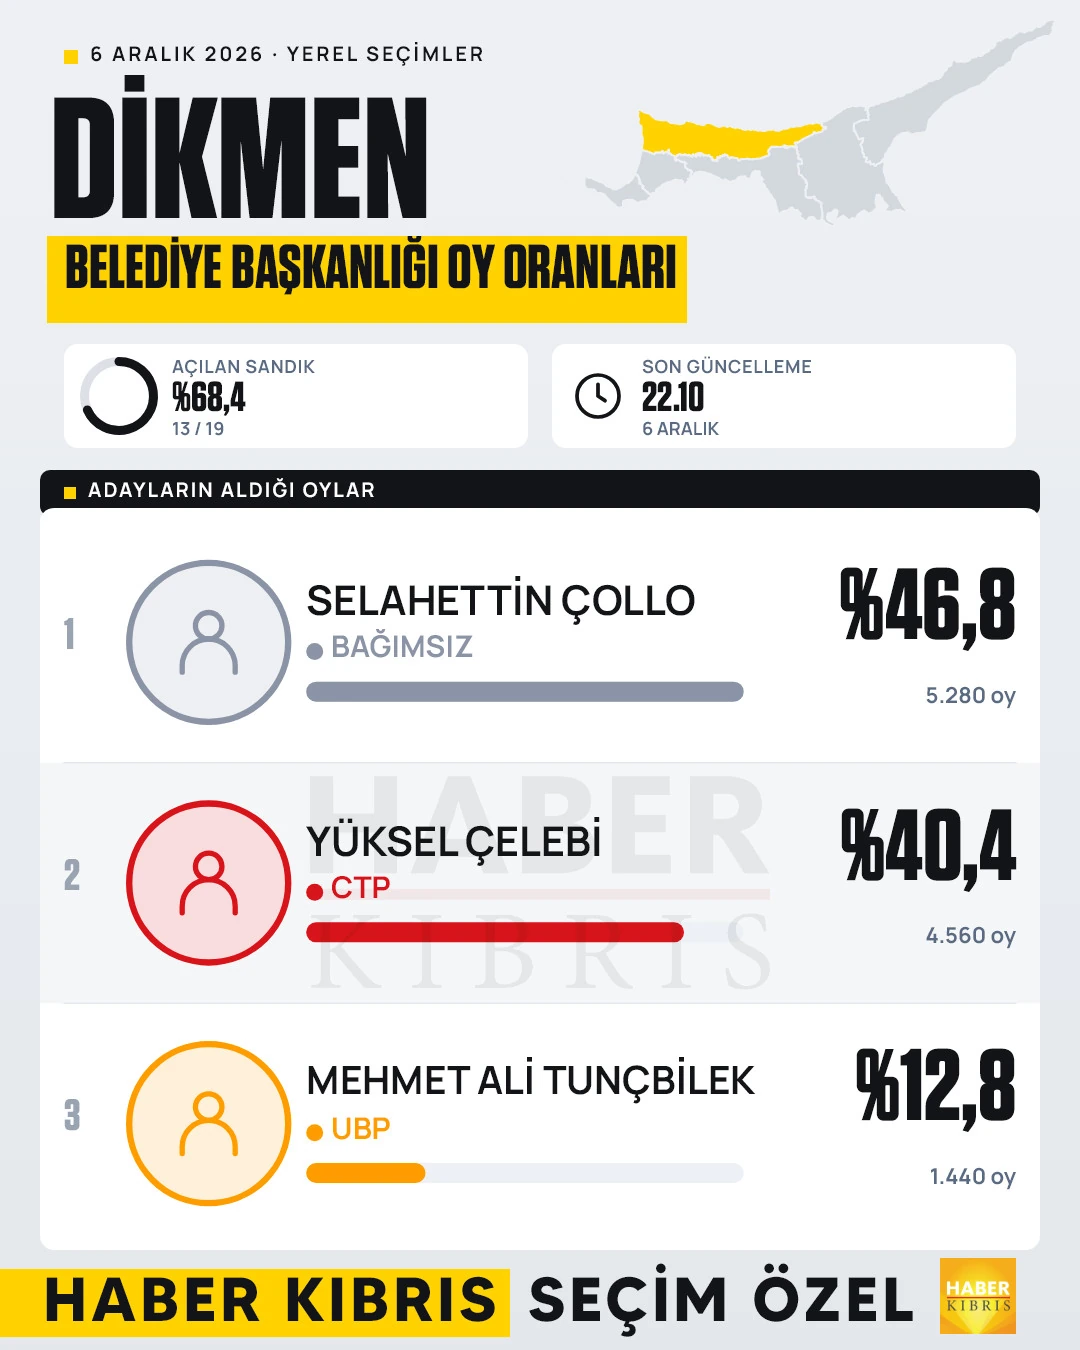 6 ARALIK 2026 · YEREL SEÇİMLER
DİKMEN
BELEDİYE BAŞKANLIĞI OY ORANLARI
AÇILAN SANDIK
%68,4
13 / 19
SON GÜNCELLEME
22.10
6 ARALIK
ADAYLARIN ALDIĞI OYLAR
1
SELAHETTİN ÇOLLO
BAĞIMSIZ
%46,8
5.280 oy
HABER
KIBRIS
2
YÜKSEL ÇELEBİ
CTP
%40,4
4.560 oy
3
MEHMET ALİ TUNÇBİLEK
UBP
%12,8
1.440 oy
HABER KIBRIS SEÇİM ÖZEL
HABER
KIBRIS